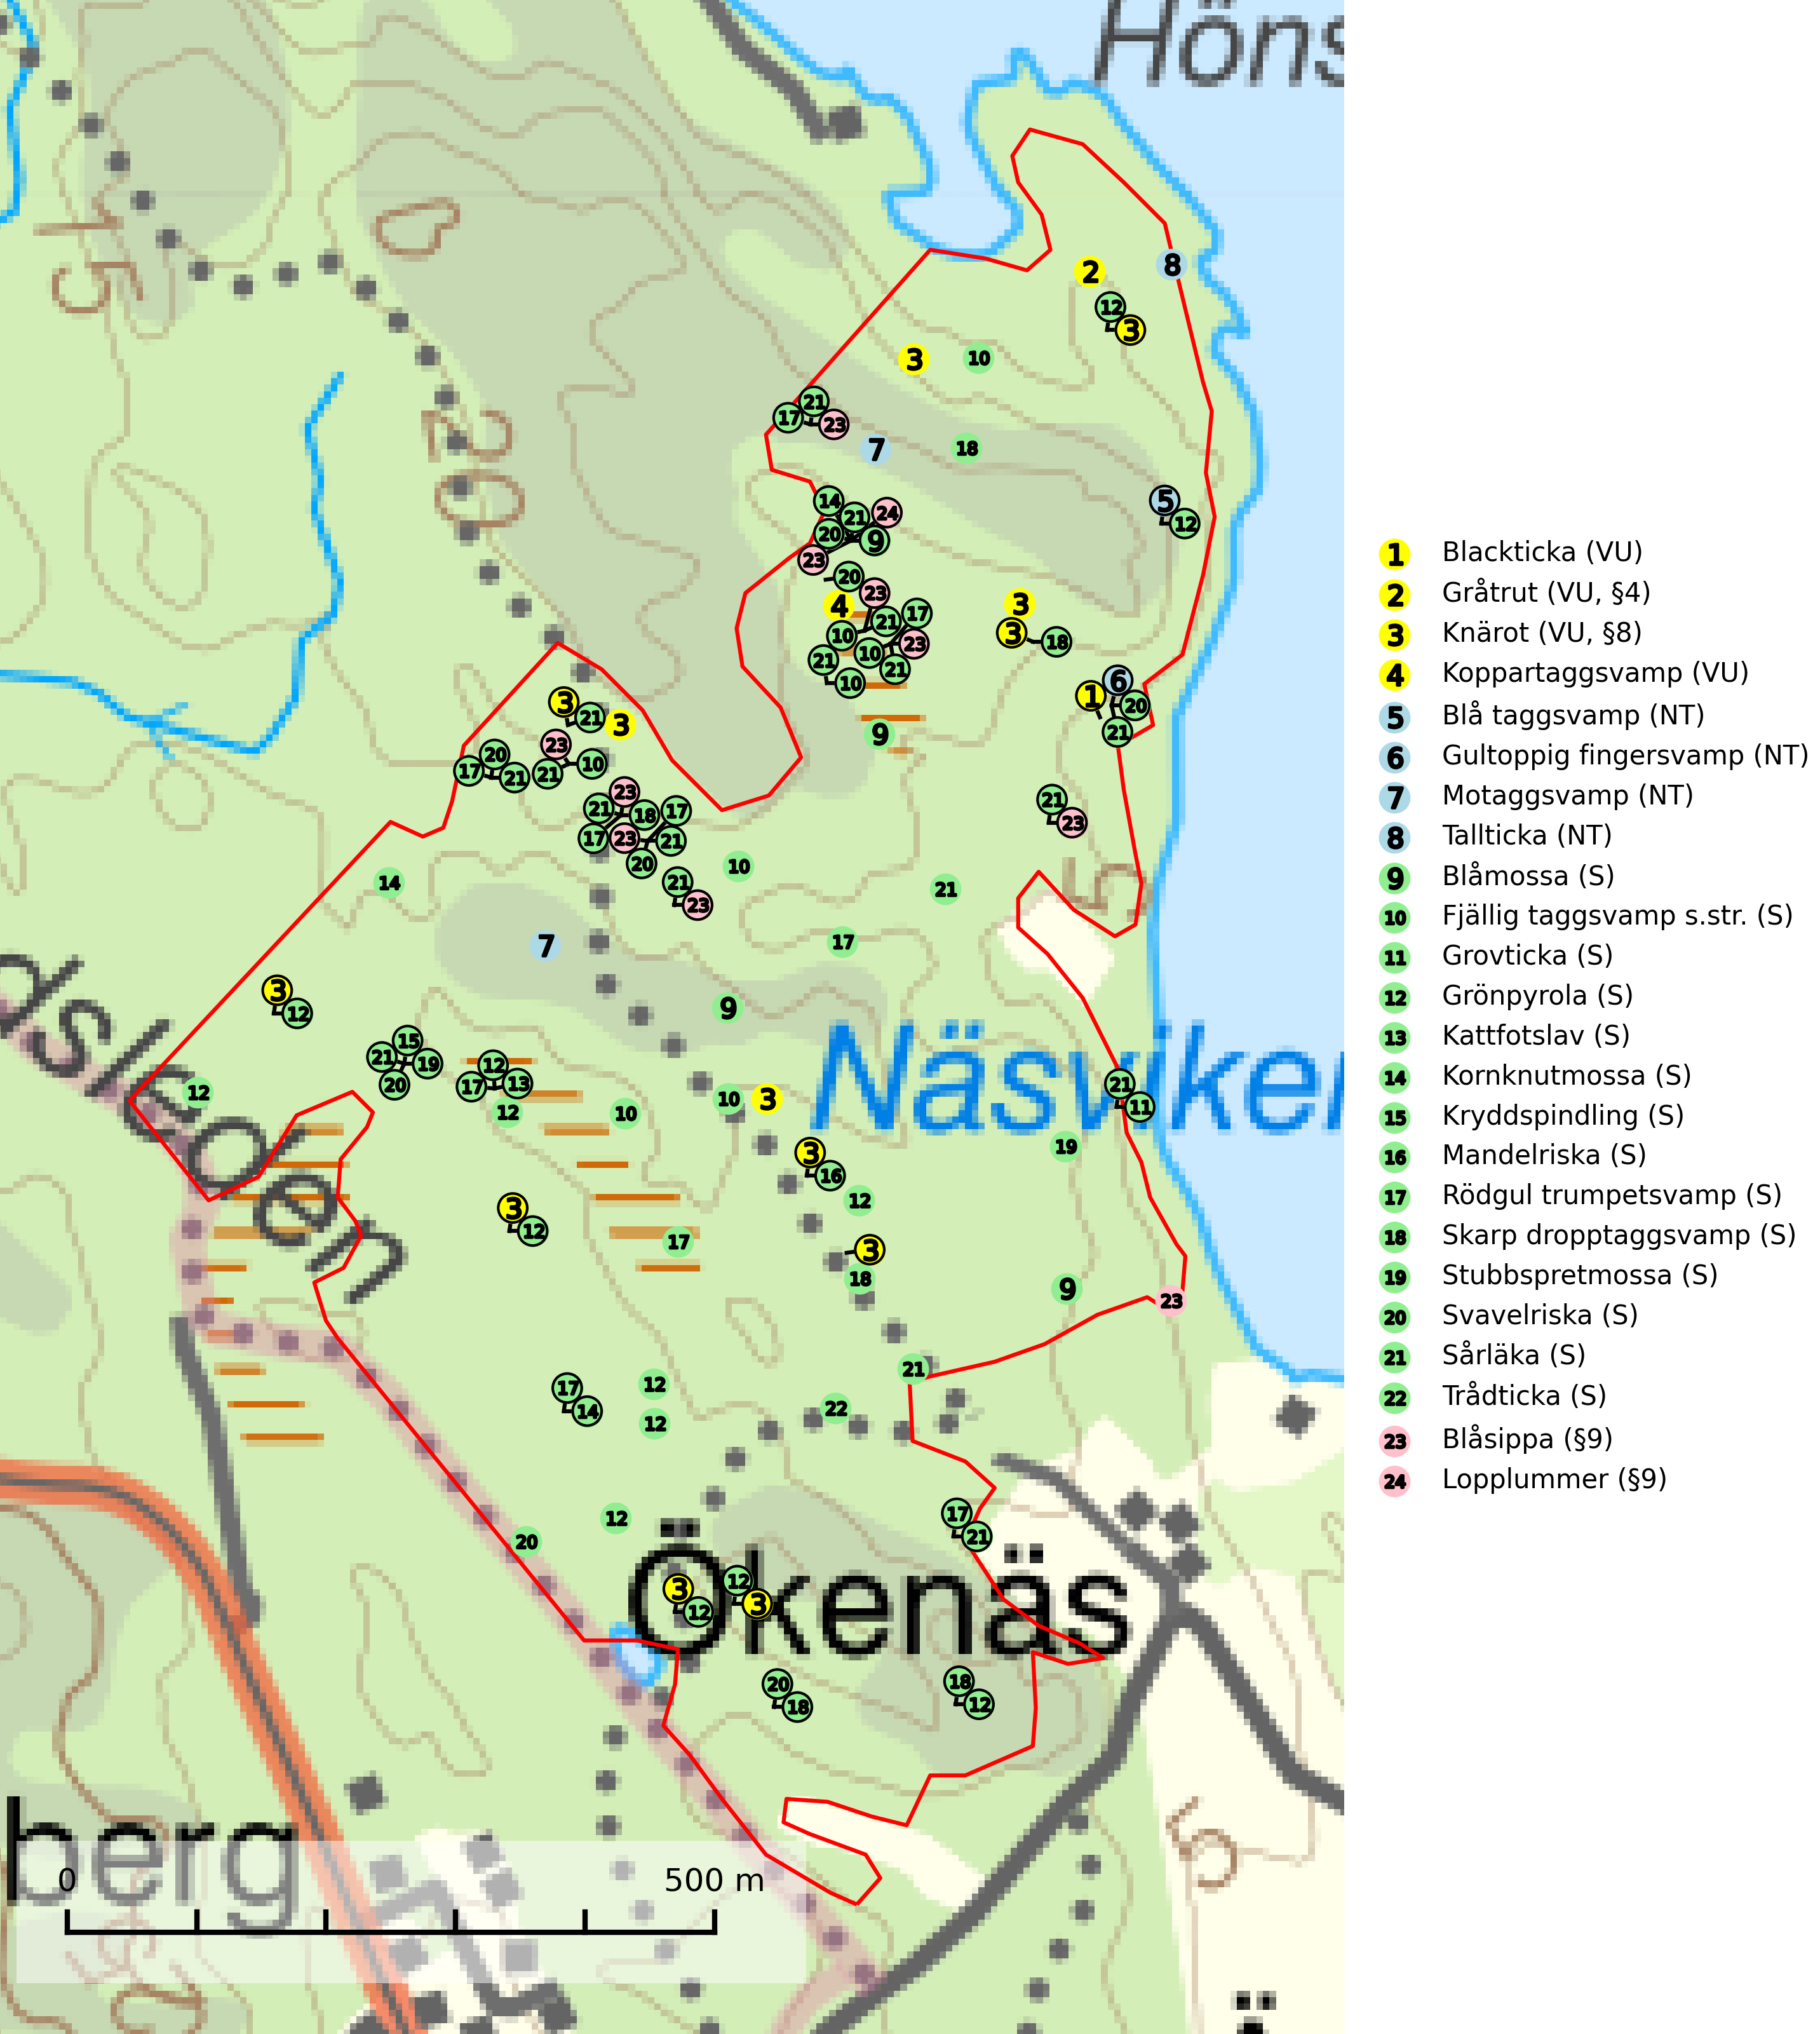 Höns
20
5
dsleden
Näsviken
Ökenäs
berg
5
0 500 m
1 Blackticka (VU)
2 Gråtrut (VU, §4)
3 Knärot (VU, §8)
4 Koppartaggsvamp (VU)
5 Blå taggsvamp (NT)
6 Gultoppig fingersvamp (NT)
7 Motaggsvamp (NT)
8 Tallticka (NT)
9 Blåmossa (S)
10 Fjällig taggsvamp s.str. (S)
11 Grovticka (S)
12 Grönpyrola (S)
13 Kattfotslav (S)
14 Kornknutmossa (S)
15 Kryddspindling (S)
16 Mandelriska (S)
17 Rödgul trumpetsvamp (S)
18 Skarp dropptaggsvamp (S)
19 Stubbspretmossa (S)
20 Svavelriska (S)
21 Sårläka (S)
22 Trådticka (S)
23 Blåsippa (§9)
24 Lopplummer (§9)